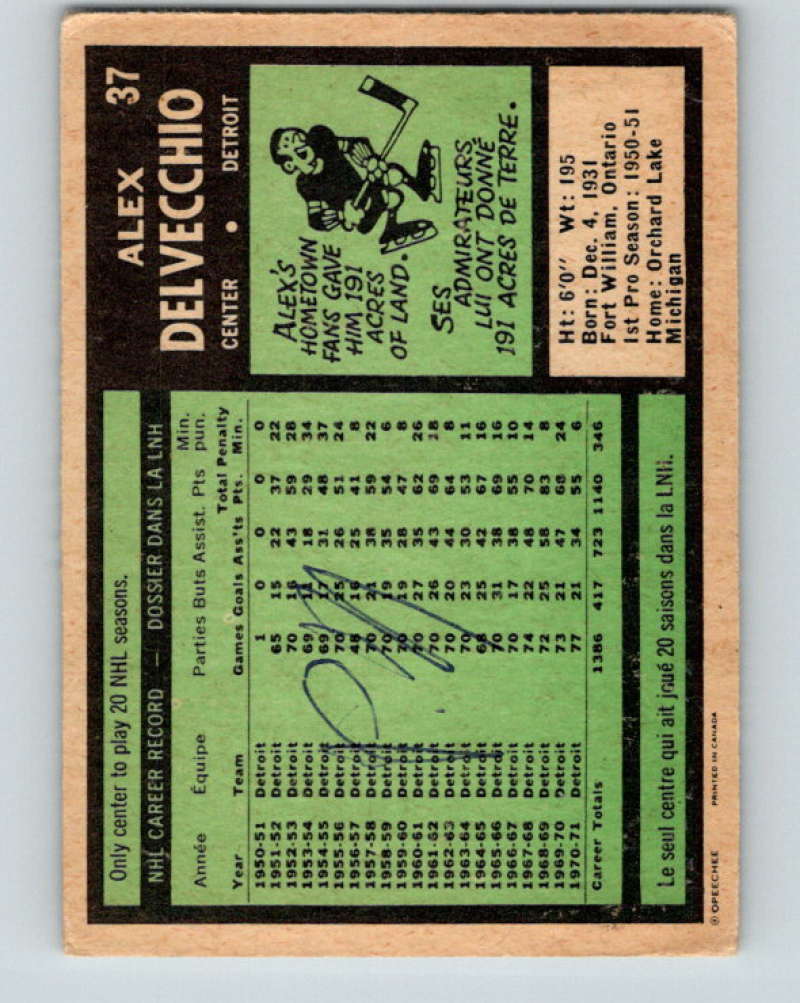 ALEX 37
DELVECCHIO
CENTER • DETROIT
ALEX'S
HOMETOWN
FANS GAVE
HIM 191
ACRES
OF LAND.
SES
ADMIRATEURS
LUI ONT DONNÉ
191 ACRES DE TERRE.
Ht: 6'0" Wt: 195
Born: Dec. 4, 1931
Fort William, Ontario
1st Pro Season: 1950-51
Home: Orchard Lake
Michigan
Only center to play 20 NHL seasons.
NHL CAREER RECORD — DOSSIER DANS LA LNH
Année Équipe Parties Buts Assist. Pts Min. pun.
Year Team Games Goals Ass'ts Total Pts. Penalty Min.
1950-51 Detroit 1 0 0 0 0
1951-52 Detroit 65 15 22 37 22
1952-53 Detroit 70 16 43 59 28
1953-54 Detroit 69 11 18 29 34
1954-55 Detroit 69 17 31 48 37
1955-56 Detroit 70 25 26 51 24
1956-57 Detroit 48 16 25 41 8
1957-58 Detroit 70 21 38 59 22
1958-59 Detroit 70 19 35 54 6
1959-60 Detroit 70 19 28 47 8
1960-61 Detroit 70 27 35 62 26
1961-62 Detroit 70 26 43 69 18
1962-63 Detroit 70 20 44 64 8
1963-64 Detroit 70 23 30 53 11
1964-65 Detroit 68 25 42 67 16
1965-66 Detroit 70 31 38 69 16
1966-67 Detroit 70 17 38 55 10
1967-68 Detroit 74 22 48 70 14
1968-69 Detroit 72 25 58 83 8
1969-70 Detroit 73 21 47 68 24
1970-71 Detroit 77 21 34 55 6
Career Totals 1386 417 723 1140 346
Le seul centre qui ait joué 20 saisons dans la LNH.
© OPEECHEE PRINTED IN CANADA